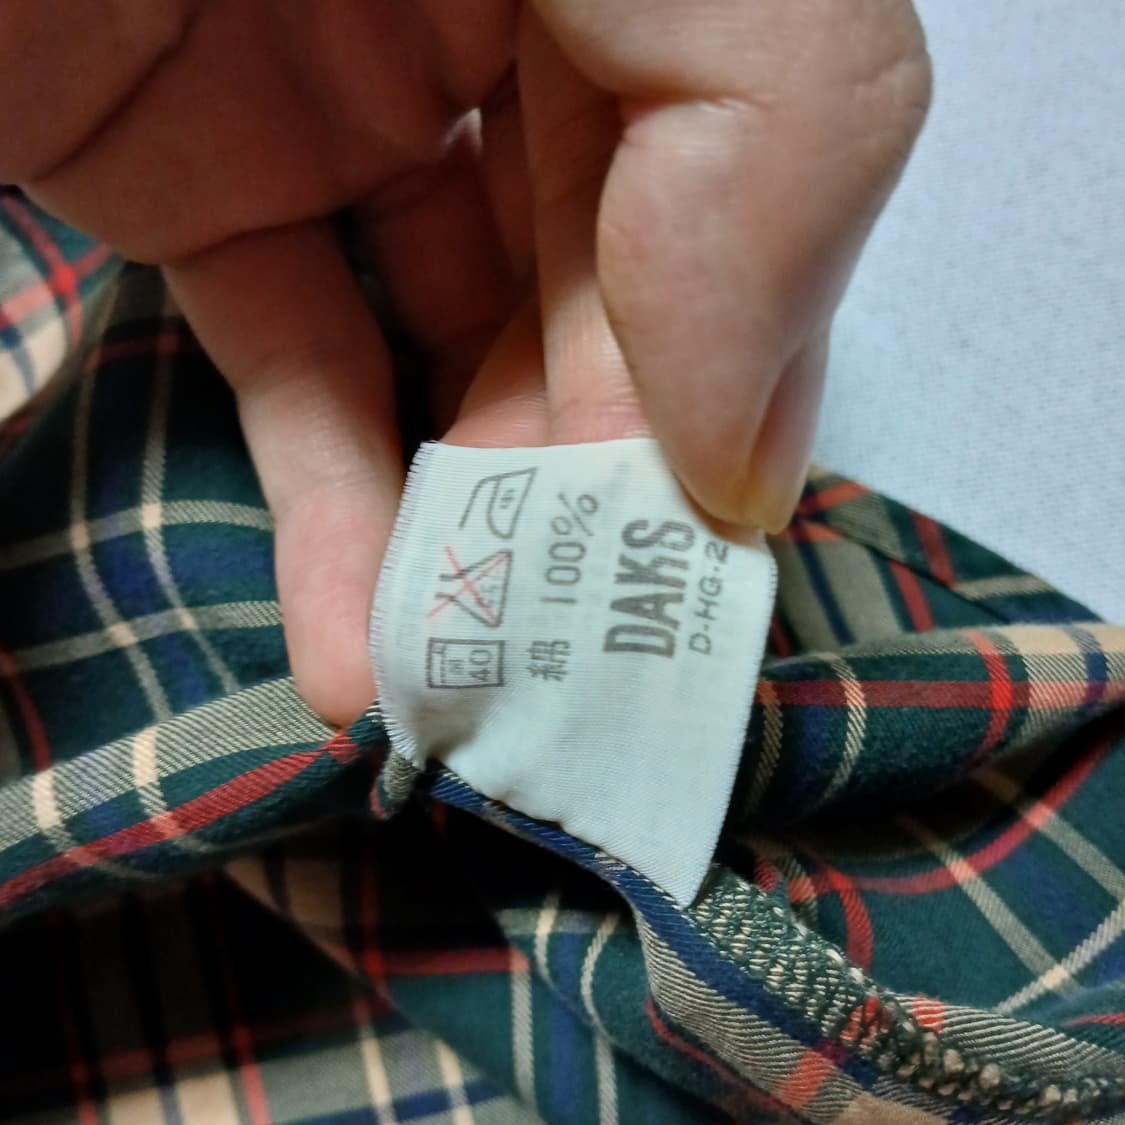 40
綿 100%
DAKS
D-HG-2